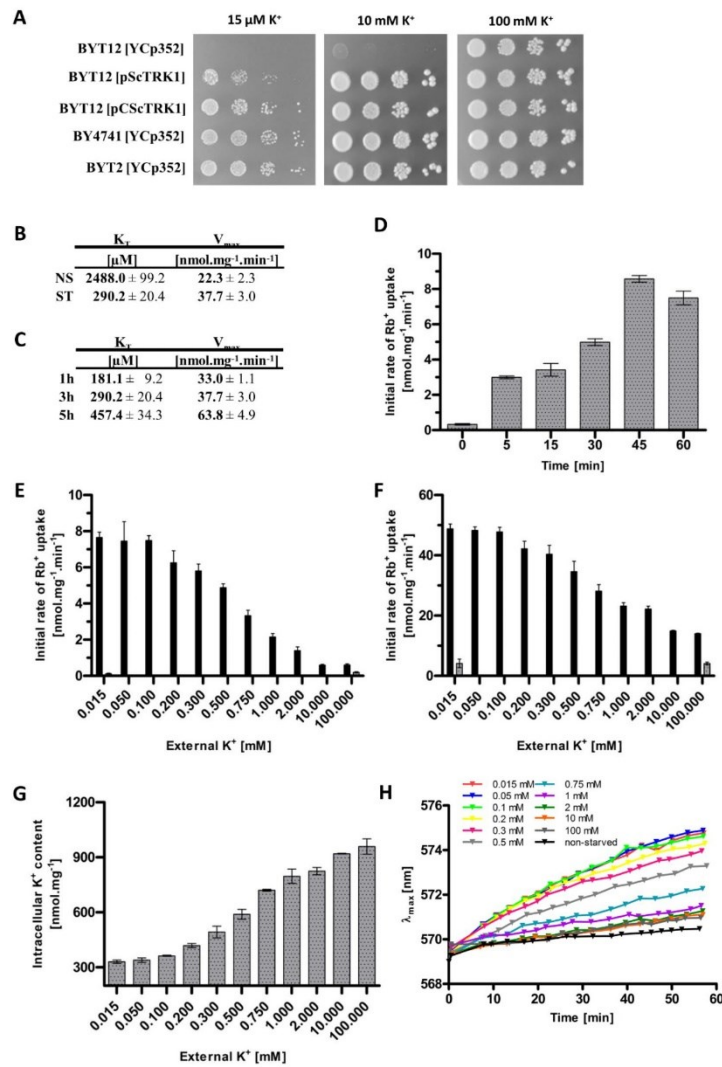 A
15 µM K⁺ 10 mM K⁺ 100 mM K⁺
BYT12 [YCp352]
BYT12 [pScTRK1]
BYT12 [pCScTRK1]
BY4741 [YCp352]
BYT2 [YCp352]
B
K_T V_max
[µM] [nmol.mg⁻¹.min⁻¹]
NS 2488.0 ± 99.2 22.3 ± 2.3
ST 290.2 ± 20.4 37.7 ± 3.0
C
K_T V_max
[µM] [nmol.mg⁻¹.min⁻¹]
1h 181.1 ± 9.2 33.0 ± 1.1
3h 290.2 ± 20.4 37.7 ± 3.0
5h 457.4 ± 34.3 63.8 ± 4.9
D
Initial rate of Rb⁺ uptake
[nmol.mg⁻¹.min⁻¹]
10
8
6
4
2
0
0 5 15 30 45 60
Time [min]
E
Initial rate of Rb⁺ uptake
[nmol.mg⁻¹.min⁻¹]
10
8
6
4
2
0
0.015 0.050 0.100 0.200 0.300 0.500 0.750 1.000 2.000 10.000 100.000
External K⁺ [mM]
F
Initial rate of Rb⁺ uptake
[nmol.mg⁻¹.min⁻¹]
60
40
20
0
0.015 0.050 0.100 0.200 0.300 0.500 0.750 1.000 2.000 10.000 100.000
External K⁺ [mM]
G
Intracellular K⁺ content
[nmol.mg⁻¹]
1200
900
600
300
0.015 0.050 0.100 0.200 0.300 0.500 0.750 1.000 2.000 10.000 100.000
External K⁺ [mM]
H
0.015 mM 0.75 mM
0.05 mM 1 mM
0.1 mM 2 mM
0.2 mM 10 mM
0.3 mM 100 mM
0.5 mM non-starved
λmax [nm]
576
574
572
570
568
0 10 20 30 40 50 60
Time [min]